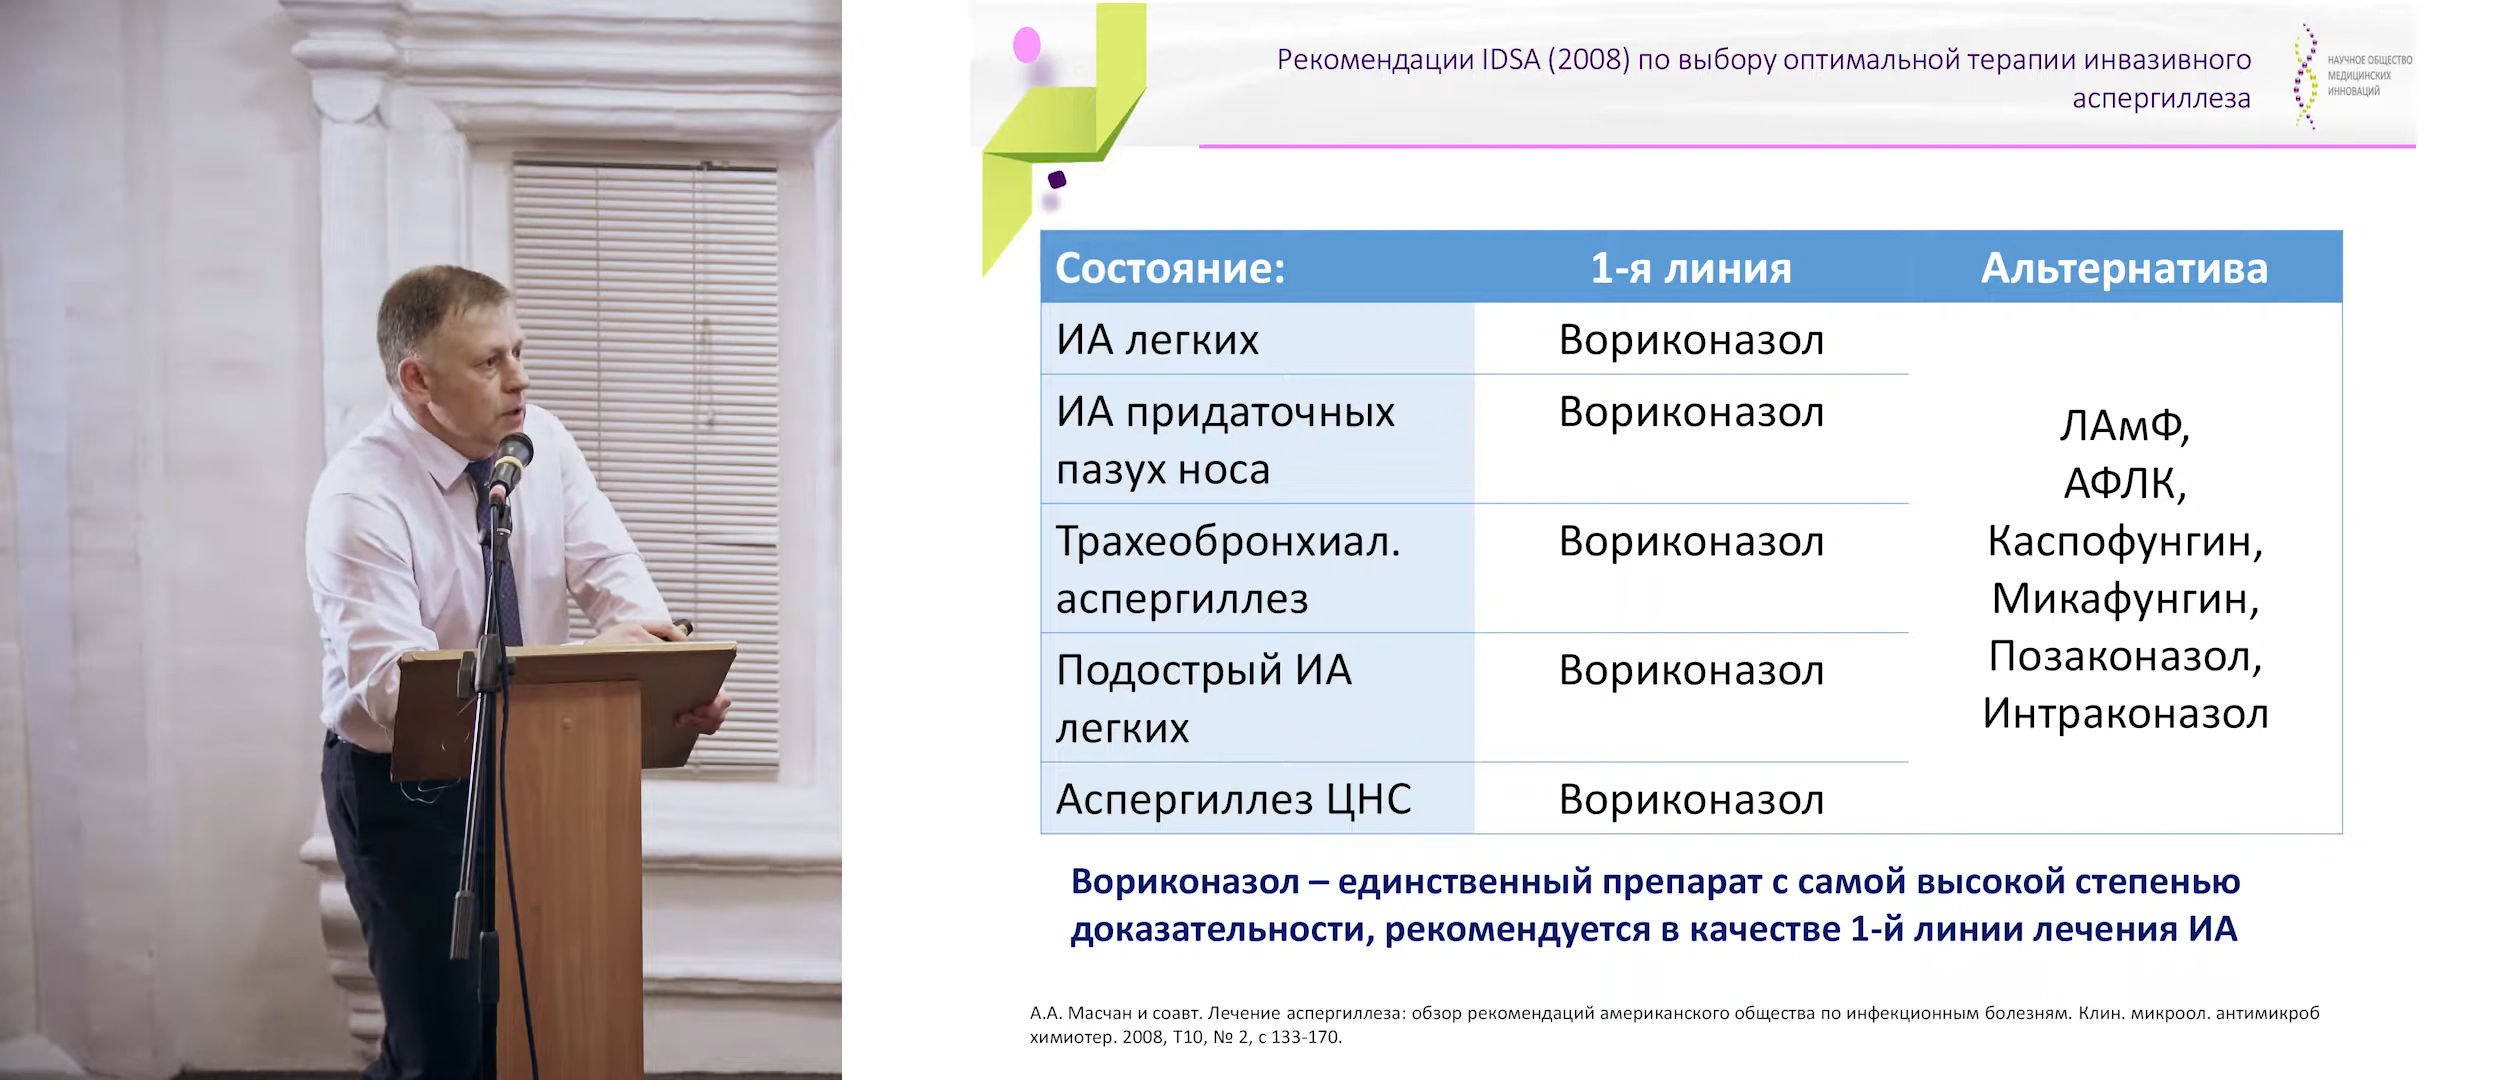 Рекомендации IDSA (2008) по выбору оптимальной терапии инвазивного
аспергиллеза
НАУЧНОЕ ОБЩЕСТВО
МЕДИЦИНСКИХ
ИННОВАЦИЙ
Состояние: 1-я линия Альтернатива
ИА легких Вориконазол
ИА придаточных Вориконазол
пазух носа
Трахеобронхиал. Вориконазол
аспергиллез
Подострый ИА Вориконазол
легких
Аспергиллез ЦНС Вориконазол
ЛАмФ,
АФЛК,
Каспофунгин,
Микафунгин,
Позаконазол,
Интраконазол
Вориконазол – единственный препарат с самой высокой степенью
доказательности, рекомендуется в качестве 1-й линии лечения ИА
А.А. Масчан и соавт. Лечение аспергиллеза: обзор рекомендаций американского общества по инфекционным болезням. Клин. микроол. антимикроб
химиотер. 2008, Т10, № 2, с 133-170.